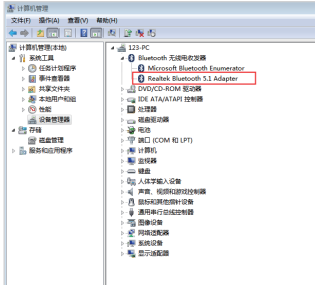 计算机管理
文件(F) 操作(A) 查看(V) 帮助(H)
计算机管理(本地)
系统工具
任务计划程序
事件查看器
共享文件夹
本地用户和组
性能
设备管理器
存储
磁盘管理
服务和应用程序
123-PC
Bluetooth 无线电收发器
Microsoft Bluetooth Enumerator
Realtek Bluetooth 5.1 Adapter
DVD/CD-ROM 驱动器
IDE ATA/ATAPI 控制器
处理器
磁盘驱动器
电池
端口 (COM 和 LPT)
计算机
监视器
键盘
人体学输入设备
声音、视频和游戏控制器
鼠标和其他指针设备
通用串行总线控制器
图像设备
网络适配器
系统设备
显示适配器